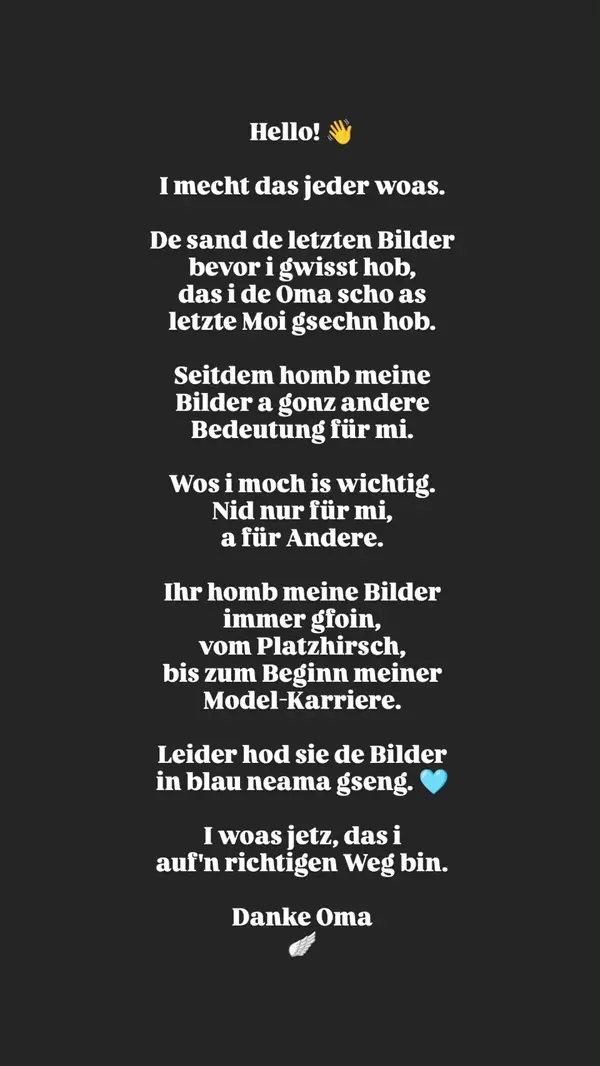 Hello! 👋
I mecht das jeder woas.
De sand de letzten Bilder
bevor i gwisst hob,
das i de Oma scho as
letzte Moi gsechn hob.
Seitdem homb meine
Bilder a gonz andere
Bedeutung für mi.
Wos i moch is wichtig.
Nid nur für mi,
a für Andere.
Ihr homb meine Bilder
immer gfoin,
vom Platzhirsch,
bis zum Beginn meiner
Model-Karriere.
Leider hod sie de Bilder
in blau neama gseng. 🩵
I woas jetz, das i
auf'n richtigen Weg bin.
Danke Oma
🪽